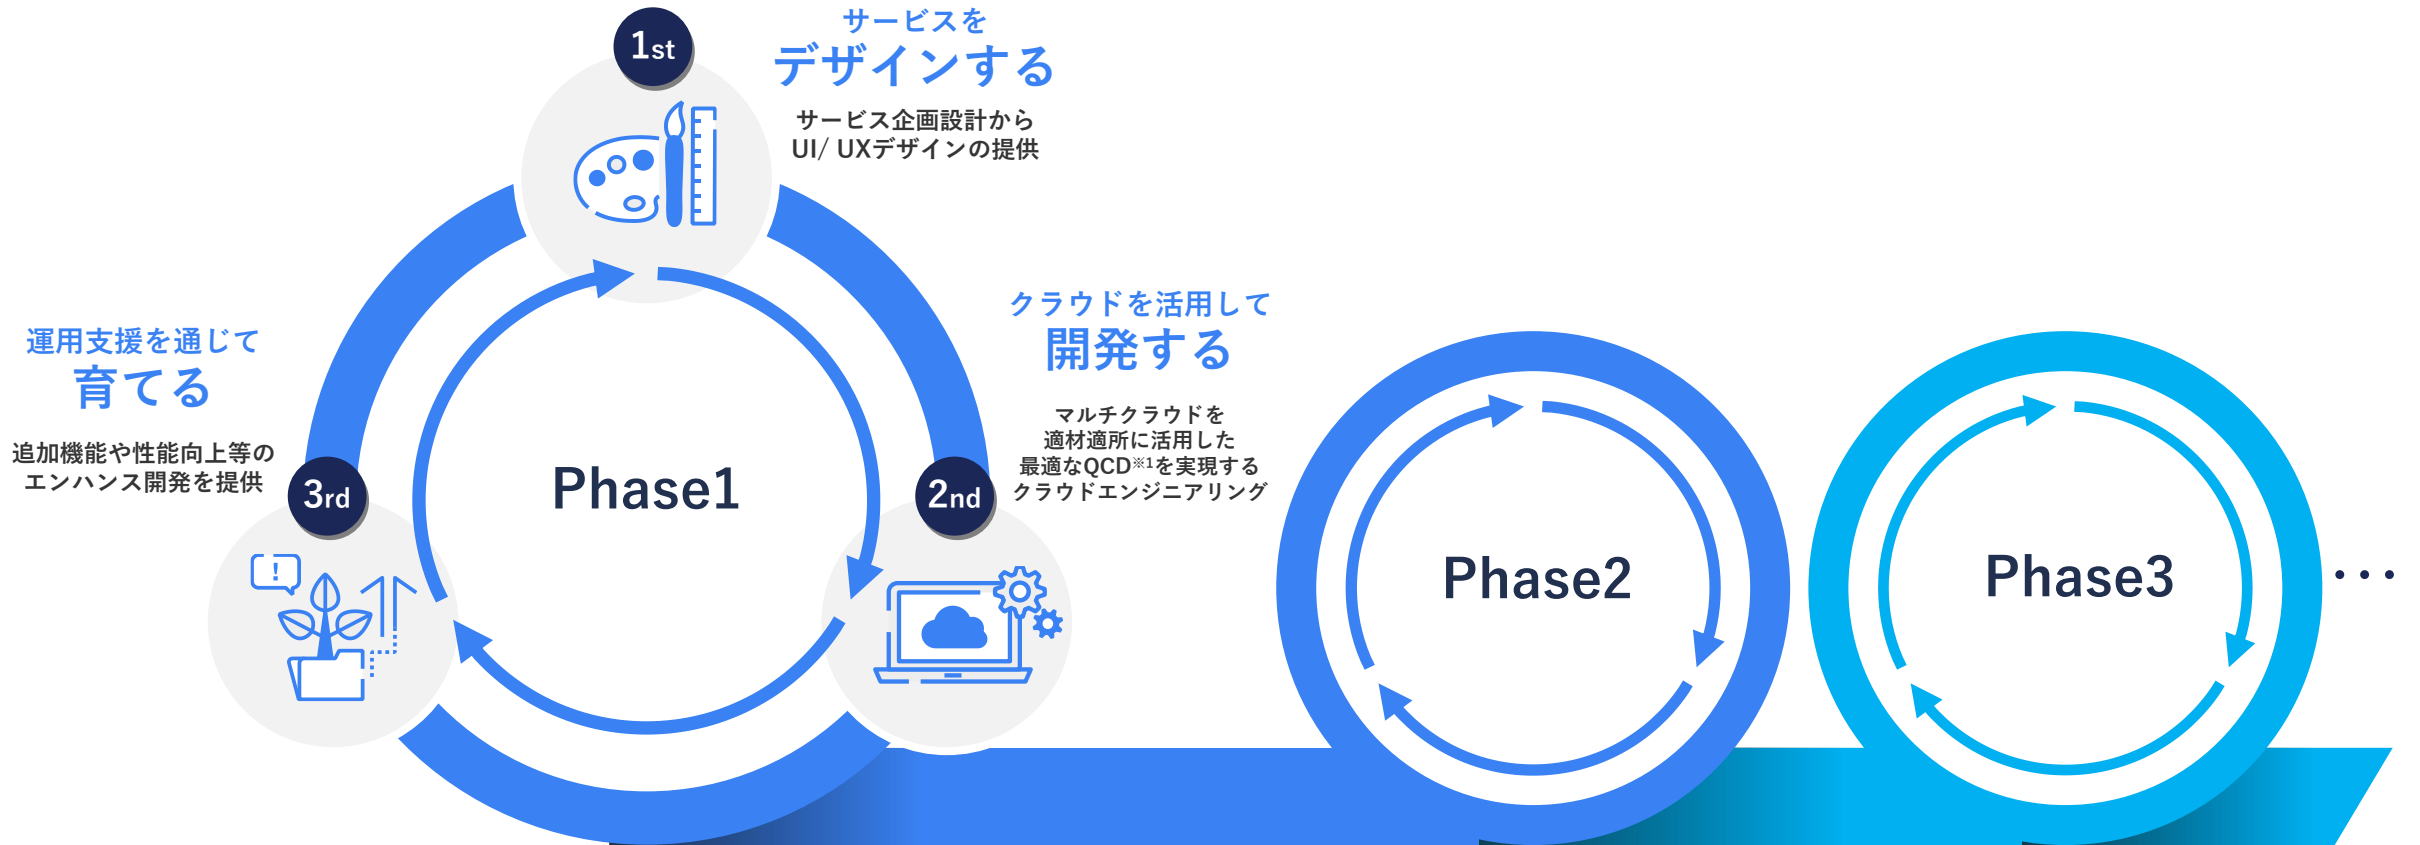 1st
サービスを
デザインする
サービス企画設計から
UI/ UXデザインの提供
クラウドを活用して
開発する
マルチクラウドを
適材適所に活用した
最適なQCD※1を実現する
クラウドエンジニアリング
2nd
運用支援を通じて
育てる
追加機能や性能向上等の
エンハンス開発を提供
3rd
!
Phase1
Phase2
Phase3
・・・